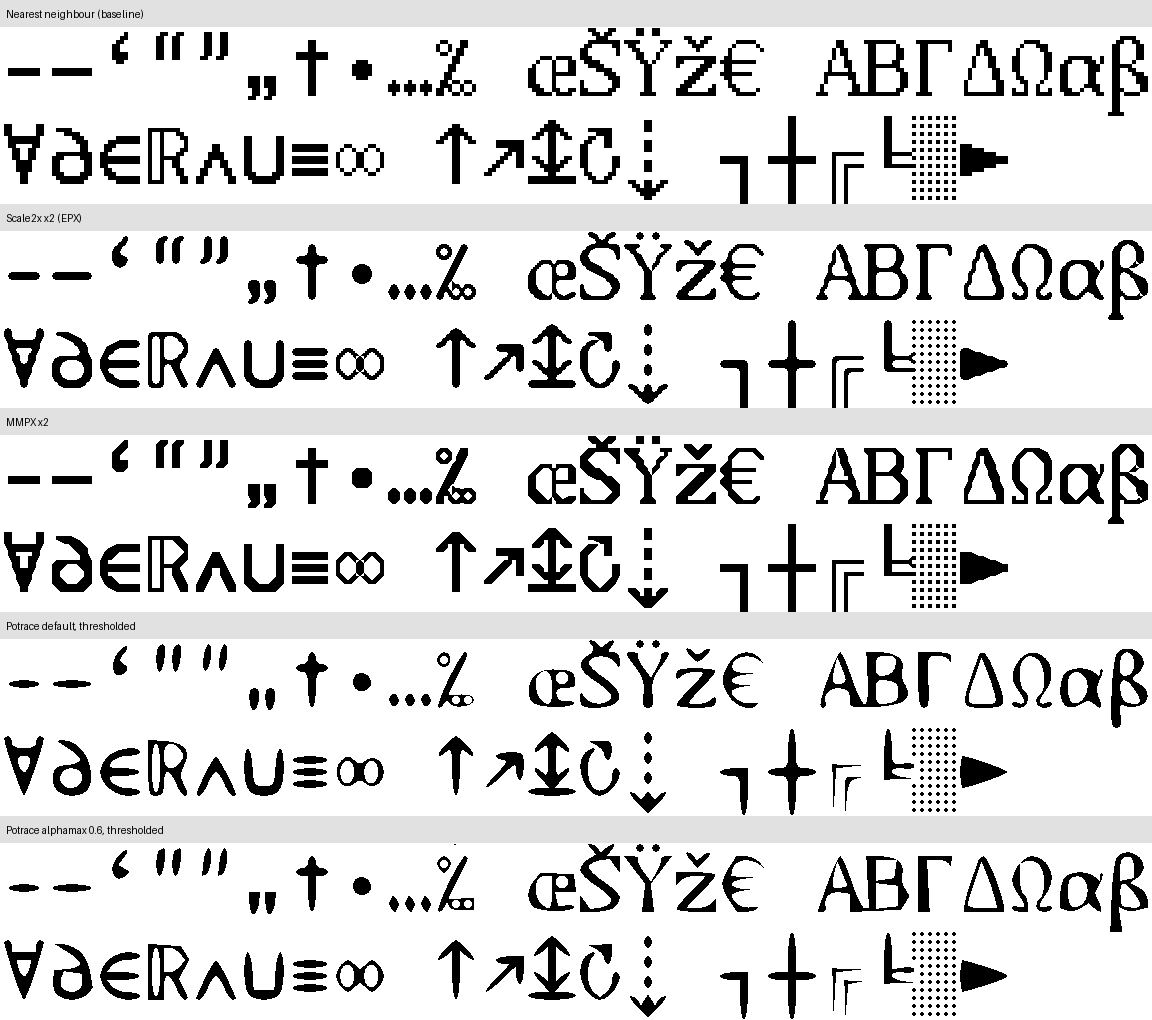 Nearest neighbour (baseline)
– — ‘ “ ” „ † • … ‰ œŠŸž€ ΑΒΓΔΩαβ
∀∂∈ℝ∧∪≡∞ ↑↗↨↻⇣ ┐┼╔╘░►
Scale2x x2 (EPX)
– — ‘ “ ” „ † • … ‰ œŠŸž€ ΑΒΓΔΩαβ
∀∂∈ℝ∧∪≡∞ ↑↗↨↻⇣ ┐┼╔╘░►
MMPX x2
– — ‘ “ ” „ † • … ‰ œŠŸž€ ΑΒΓΔΩαβ
∀∂∈ℝ∧∪≡∞ ↑↗↨↻⇣ ┐┼╔╘░►
Potrace default, thresholded
– — ‘ “ ” „ † • … ‰ œŠŸž€ ΑΒΓΔΩαβ
∀∂∈ℝ∧∪≡∞ ↑↗↨↻⇣ ┐┼╔╘░►
Potrace alphamax 0.6, thresholded
– — ‘ “ ” „ † • … ‰ œŠŸž€ ΑΒΓΔΩαβ
∀∂∈ℝ∧∪≡∞ ↑↗↨↻⇣ ┐┼╔╘░►